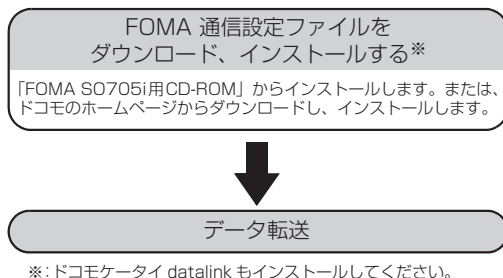 FOMA 通信設定ファイルを
ダウンロード、インストールする※
「FOMA SO705i用CD-ROM」からインストールします。または、
ドコモのホームページからダウンロードし、インストールします。
データ転送
※:ドコモケータイ datalink もインストールしてください。